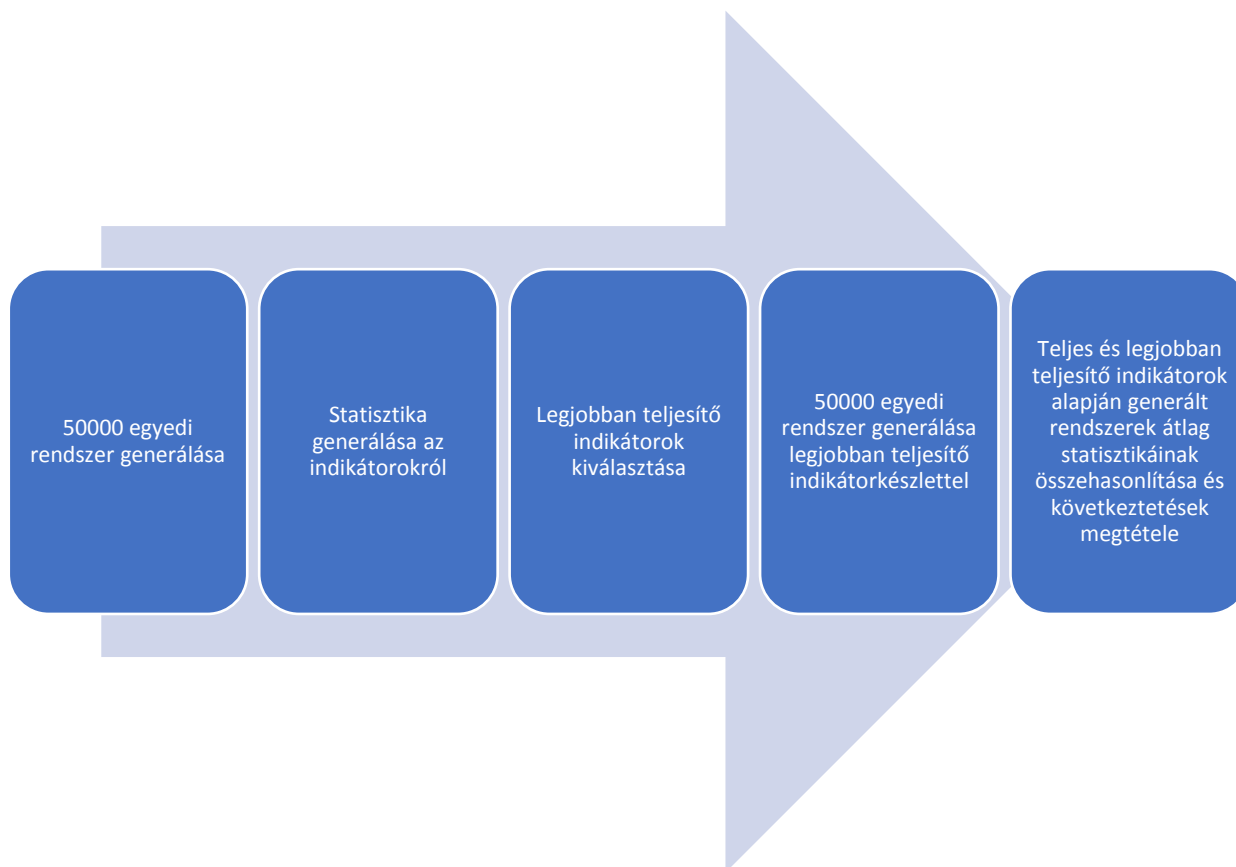 50000 egyedi
rendszer generálása
Statisztika
generálása az
indikátorokról
Legjobban teljesítő
indikátorok
kiválasztása
50000 egyedi
rendszer generálása
legjobban teljesítő
indikátorkészlettel
Teljes és legjobban
teljesítő indikátorok
alapján generált
rendszerek átlag
statisztikáinak
összehasonlítása és
következtetések
megtétele